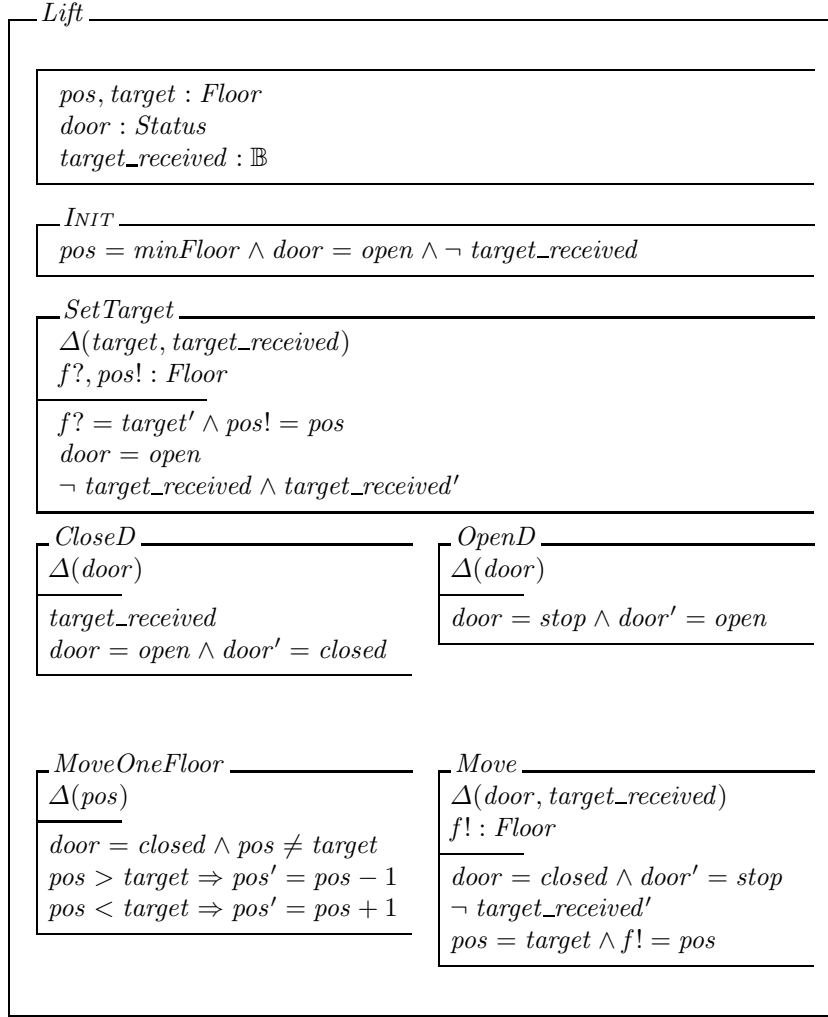 Lift
pos, target : Floor
door : Status
target_received : 𝔹
INIT
pos = minFloor ∧ door = open ∧ ¬ target_received
SetTarget
Δ(target, target_received)
f?, pos! : Floor
f? = target′ ∧ pos! = pos
door = open
¬ target_received ∧ target_received′
CloseD
Δ(door)
target_received
door = open ∧ door′ = closed
OpenD
Δ(door)
door = stop ∧ door′ = open
MoveOneFloor
Δ(pos)
door = closed ∧ pos ≠ target
pos > target ⇒ pos′ = pos − 1
pos < target ⇒ pos′ = pos + 1
Move
Δ(door, target_received)
f! : Floor
door = closed ∧ door′ = stop
¬ target_received′
pos = target ∧ f! = pos